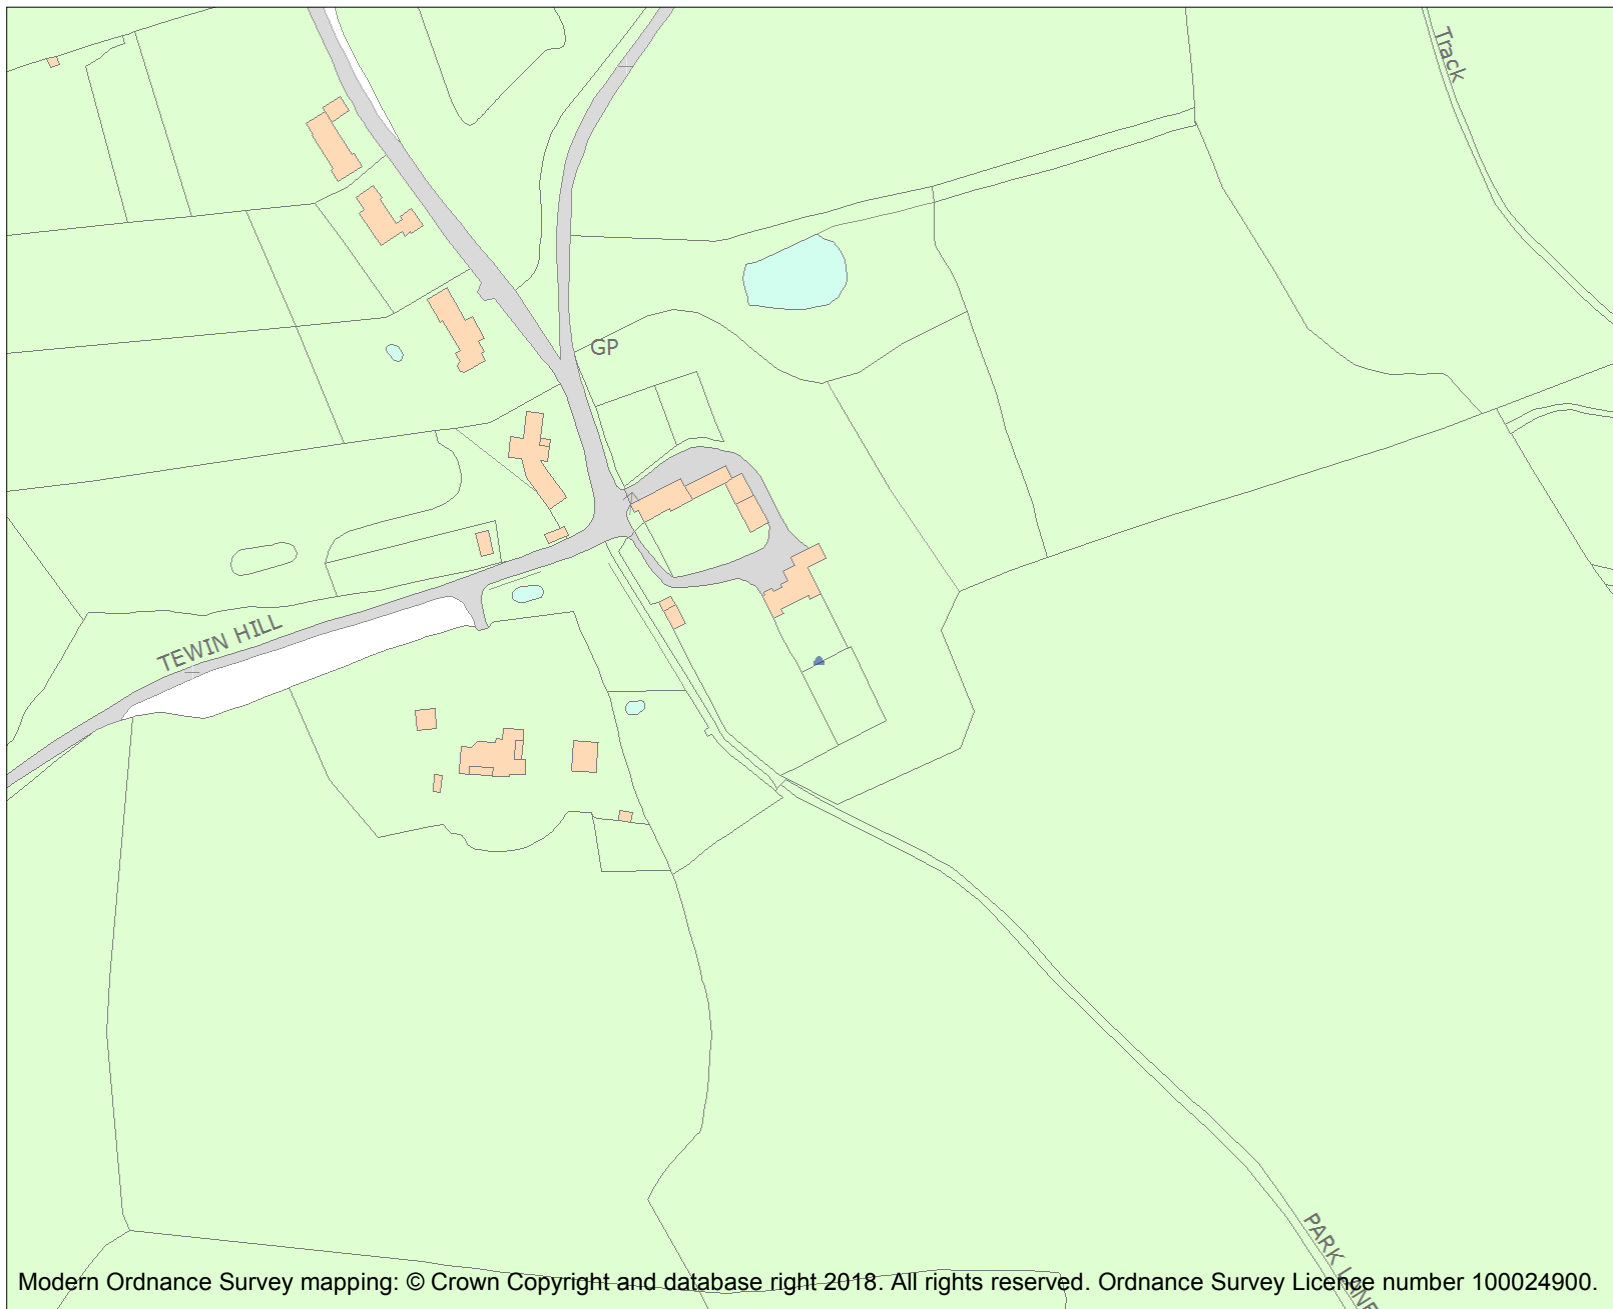 Track
GP
TEWIN HILL
PARK LANE
Modern Ordnance Survey mapping: © Crown Copyright and database right 2018. All rights reserved. Ordnance Survey Licence number 100024900.